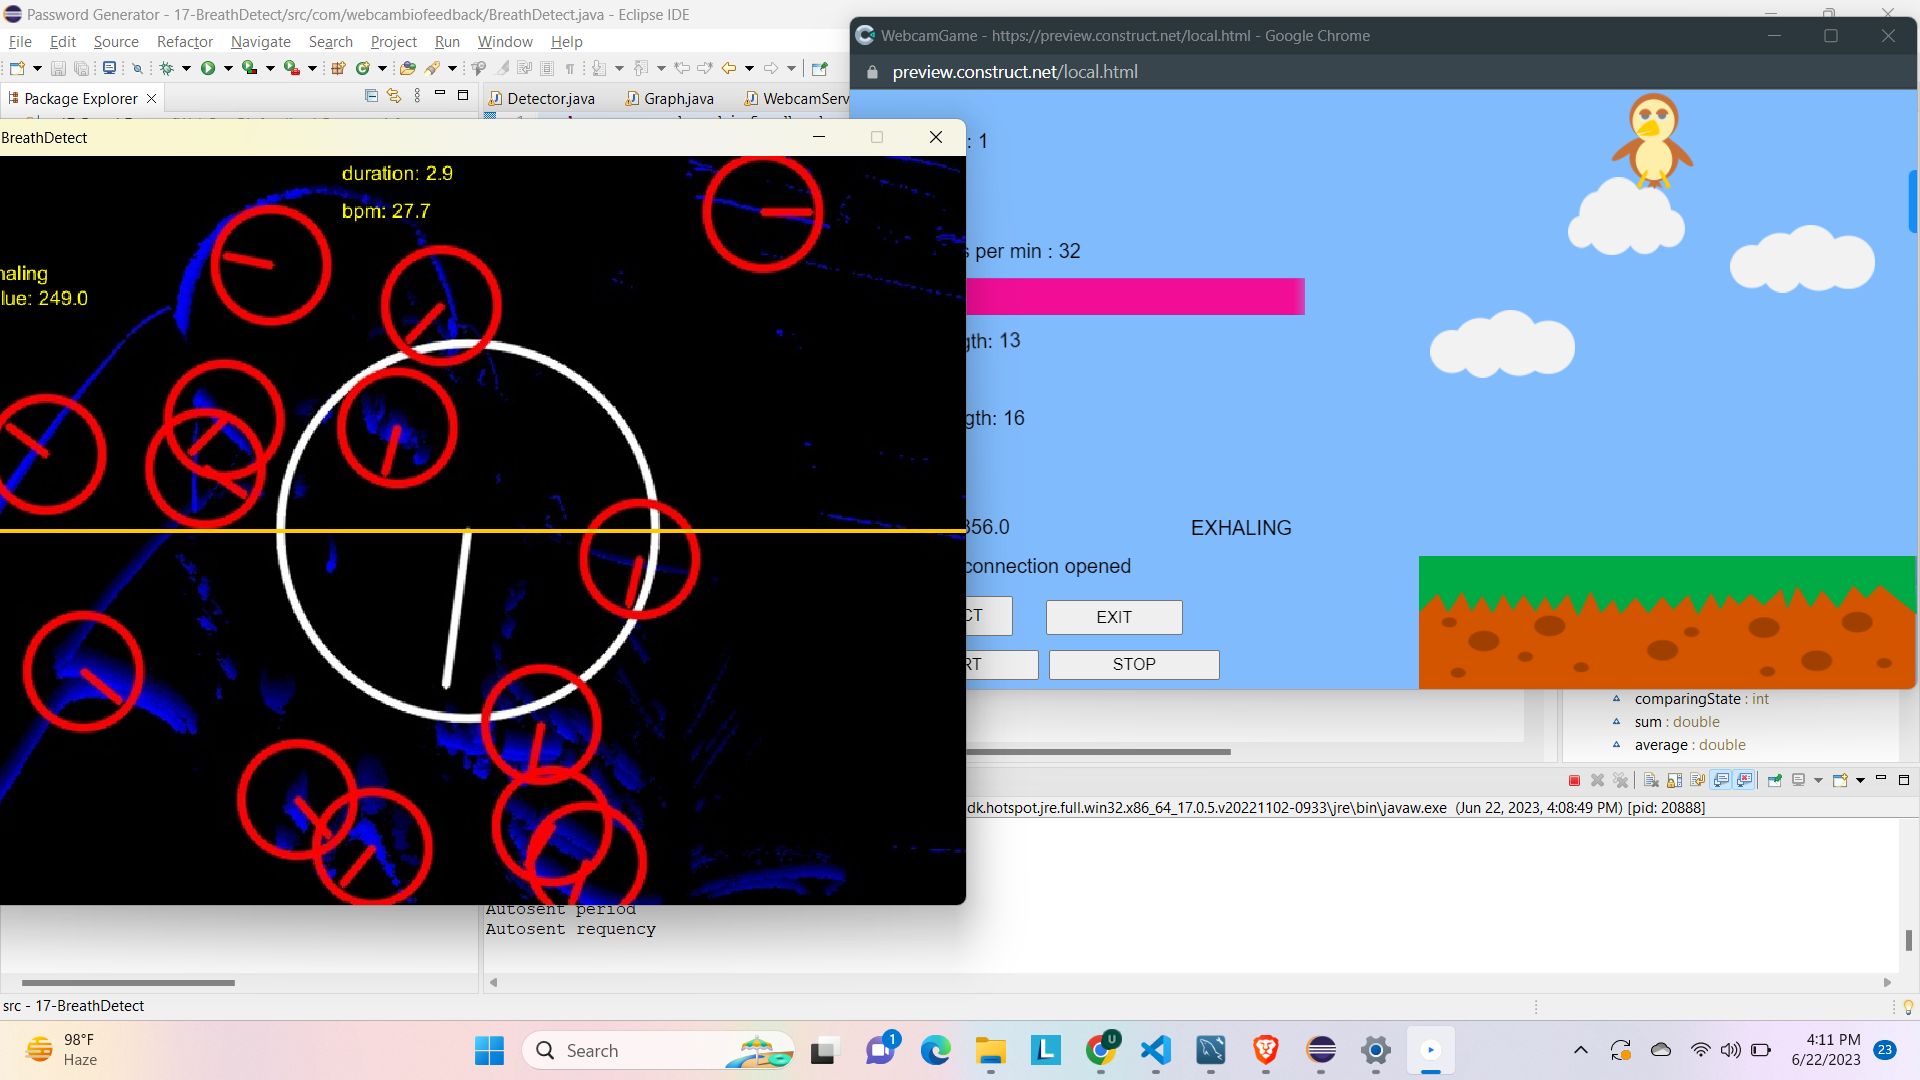 Password Generator - 17-BreathDetect/src/com/webcambiofeedback/BreathDetect.java - Eclipse IDE
File Edit Source Refactor Navigate Search Project Run Window Help
Package Explorer
Detector.java Graph.java WebcamServ
WebcamGame - https://preview.construct.net/local.html - Google Chrome
preview.construct.net/local.html
BreathDetect
duration: 2.9
bpm: 27.7
haling
lue: 249.0
: 1
s per min : 32
gth: 13
gth: 16
856.0
EXHALING
connection opened
CT
EXIT
RT
STOP
comparingState : int
sum : double
average : double
dk.hotspot.jre.full.win32.x86_64_17.0.5.v20221102-0933\jre\bin\javaw.exe (Jun 22, 2023, 4:08:49 PM) [pid: 20888]
Autosent period
Autosent requency
src - 17-BreathDetect
98°F
Haze
Search
1
L
U
4:11 PM
6/22/2023
23